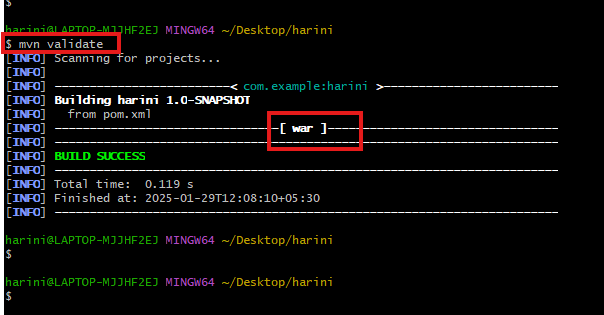 $
harini@LAPTOP-MJJHF2EJ MINGW64 ~/Desktop/harini
$ mvn validate
[INFO] Scanning for projects...
[INFO]
[INFO] --------------------------< com.example:harini >--------------------------
[INFO] Building harini 1.0-SNAPSHOT
[INFO]   from pom.xml
[INFO] --------------------------------[ war ]---------------------------------
[INFO] ------------------------------------------------------------------------
[INFO] BUILD SUCCESS
[INFO] ------------------------------------------------------------------------
[INFO] Total time:  0.119 s
[INFO] Finished at: 2025-01-29T12:08:10+05:30
[INFO] ------------------------------------------------------------------------
harini@LAPTOP-MJJHF2EJ MINGW64 ~/Desktop/harini
$
harini@LAPTOP-MJJHF2EJ MINGW64 ~/Desktop/harini
$